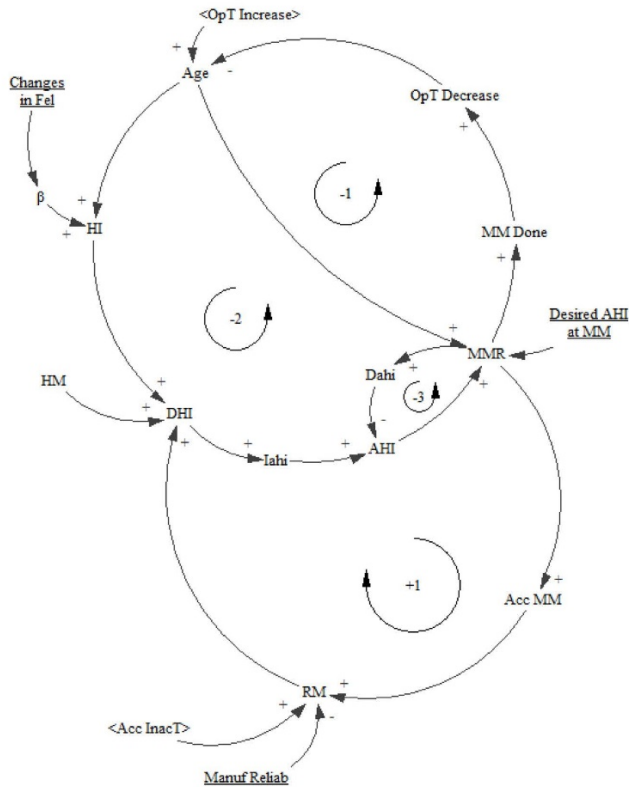 <OpT Increase>
+
Age
-
Changes
in Fel
OpT Decrease
+
-1
β
+
+
HI
MM Done
+
-2
Desired AHI
at MM
+
MMR
+
HM
Dahi
+
+
-3
+
DHI
+
-
+
+
AHI
Iahi
+1
+
Acc MM
RM
+
+
-
<Acc InacT>
Manuf Reliab